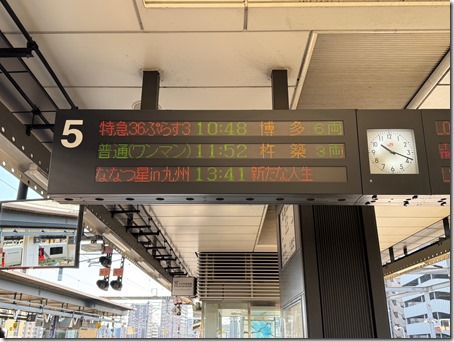 5
特急36ぷらす3 10:48 博多 6両
普通(ワンマン) 11:52 杵築 3両
ななつ星in九州 13:41 新たな人生